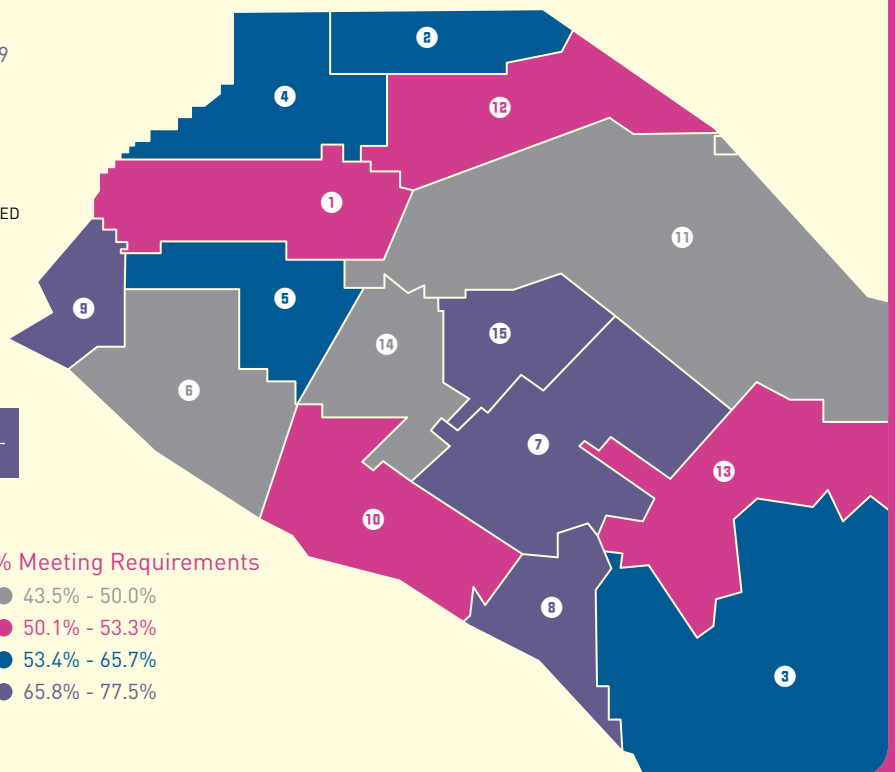 9
2
4
12
ED
1
11
5
9
15
14
6
7
13
10
% Meeting Requirements
43.5% - 50.0%
8
50.1% - 53.3%
53.4% - 65.7%
3
65.8% - 77.5%